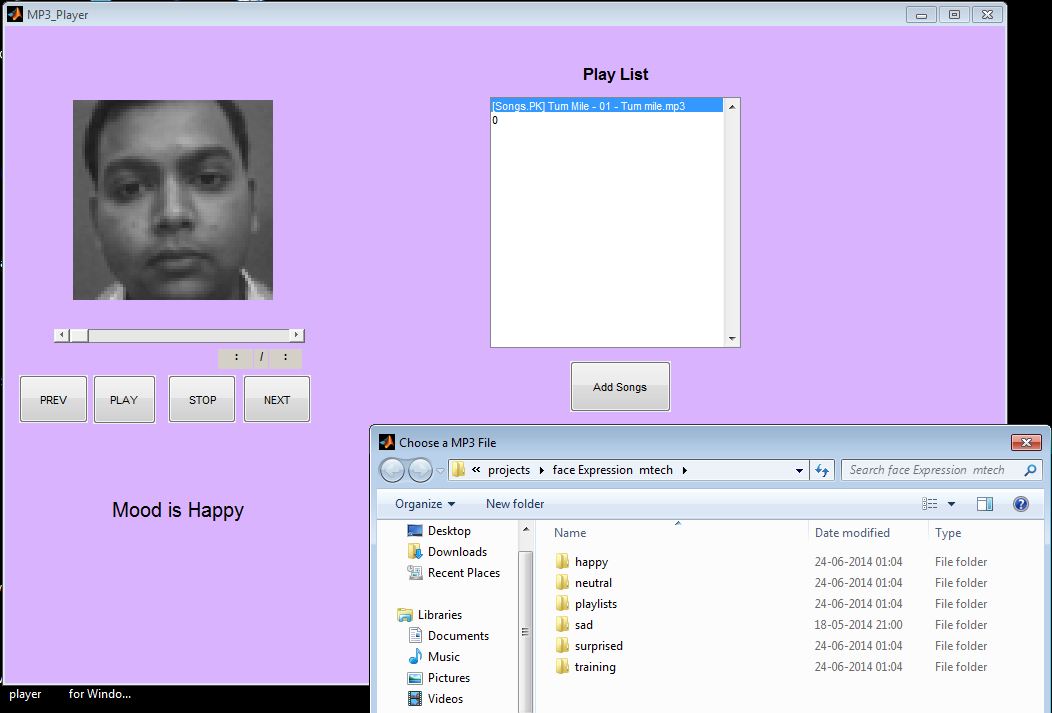 MP3_Player
Play List
[Songs.PK] Tum Mile - 01 - Tum mile.mp3
0
: / :
PREV PLAY STOP NEXT
Add Songs
Mood is Happy
Choose a MP3 File
« projects face Expression mtech
Search face Expression mtech
Organize New folder
Desktop
Downloads
Recent Places
Libraries
Documents
Music
Pictures
Videos
Name Date modified Type
happy 24-06-2014 01:04 File folder
neutral 24-06-2014 01:04 File folder
playlists 24-06-2014 01:04 File folder
sad 18-05-2014 21:00 File folder
surprised 24-06-2014 01:04 File folder
training 24-06-2014 01:04 File folder
player for Windo...